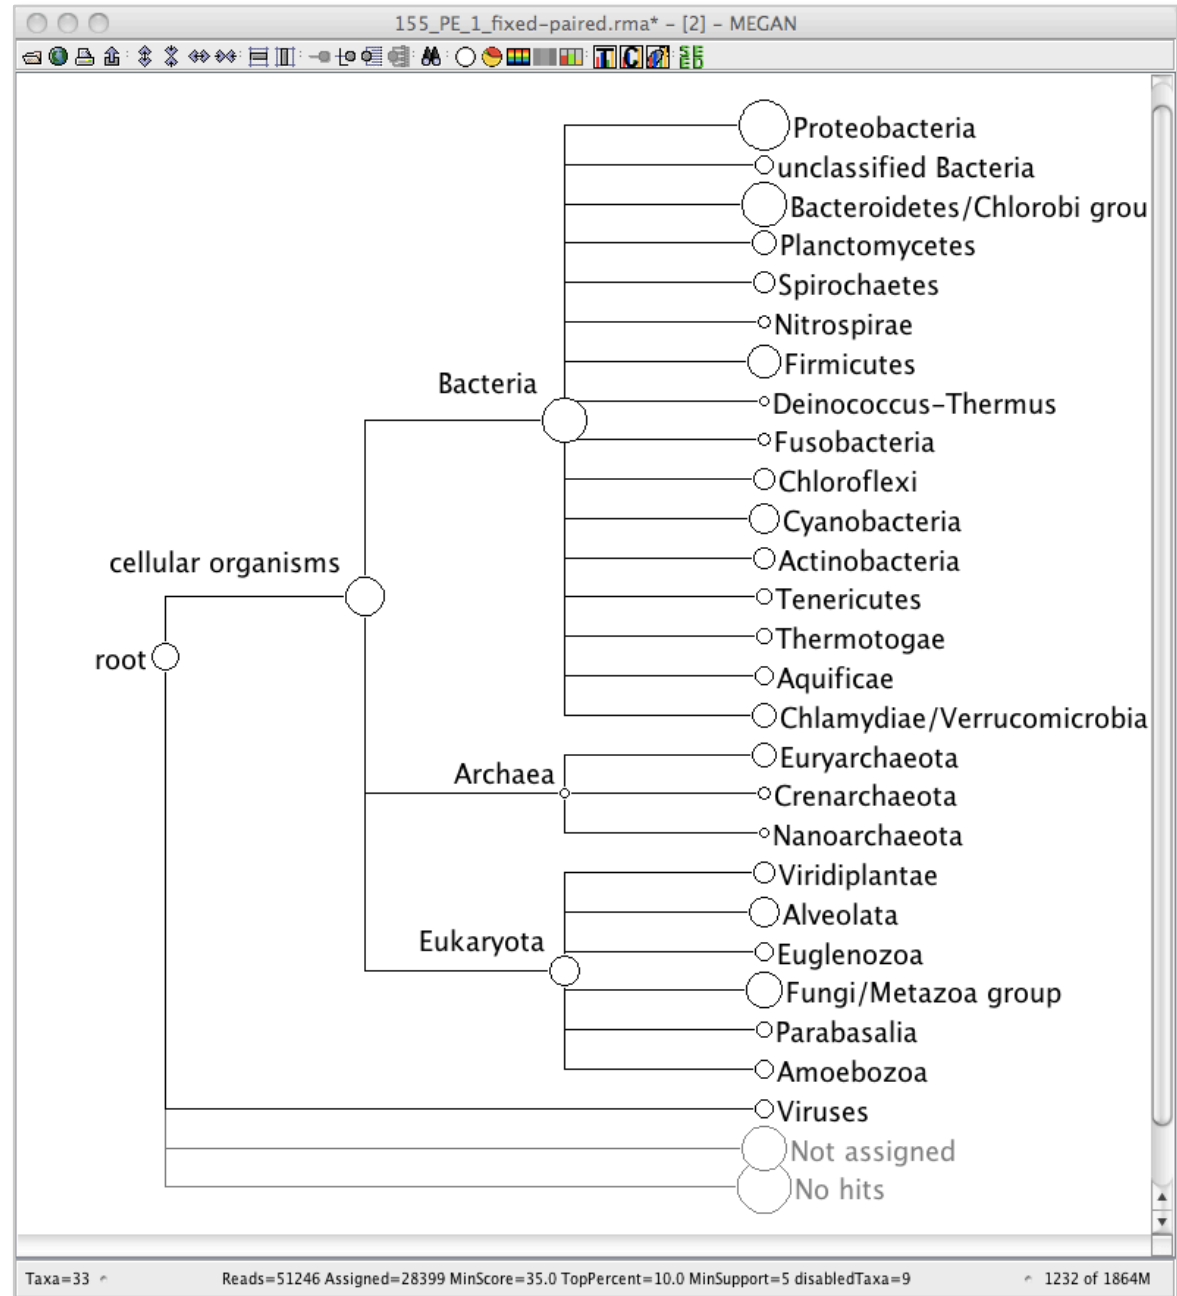 155_PE_1_fixed-paired.rma* - [2] - MEGAN
Proteobacteria
unclassified Bacteria
Bacteroidetes/Chlorobi grou
Planctomycetes
Spirochaetes
Nitrospirae
Firmicutes
Bacteria
Deinococcus-Thermus
Fusobacteria
Chloroflexi
Cyanobacteria
Actinobacteria
cellular organisms
Tenericutes
Thermotogae
root
Aquificae
Chlamydiae/Verrucomicrobia
Euryarchaeota
Archaea
Crenarchaeota
Nanoarchaeota
Viridiplantae
Alveolata
Eukaryota
Euglenozoa
Fungi/Metazoa group
Parabasalia
Amoebozoa
Viruses
Not assigned
No hits
Taxa=33 Reads=51246 Assigned=28399 MinScore=35.0 TopPercent=10.0 MinSupport=5 disabledTaxa=9 1232 of 1864M